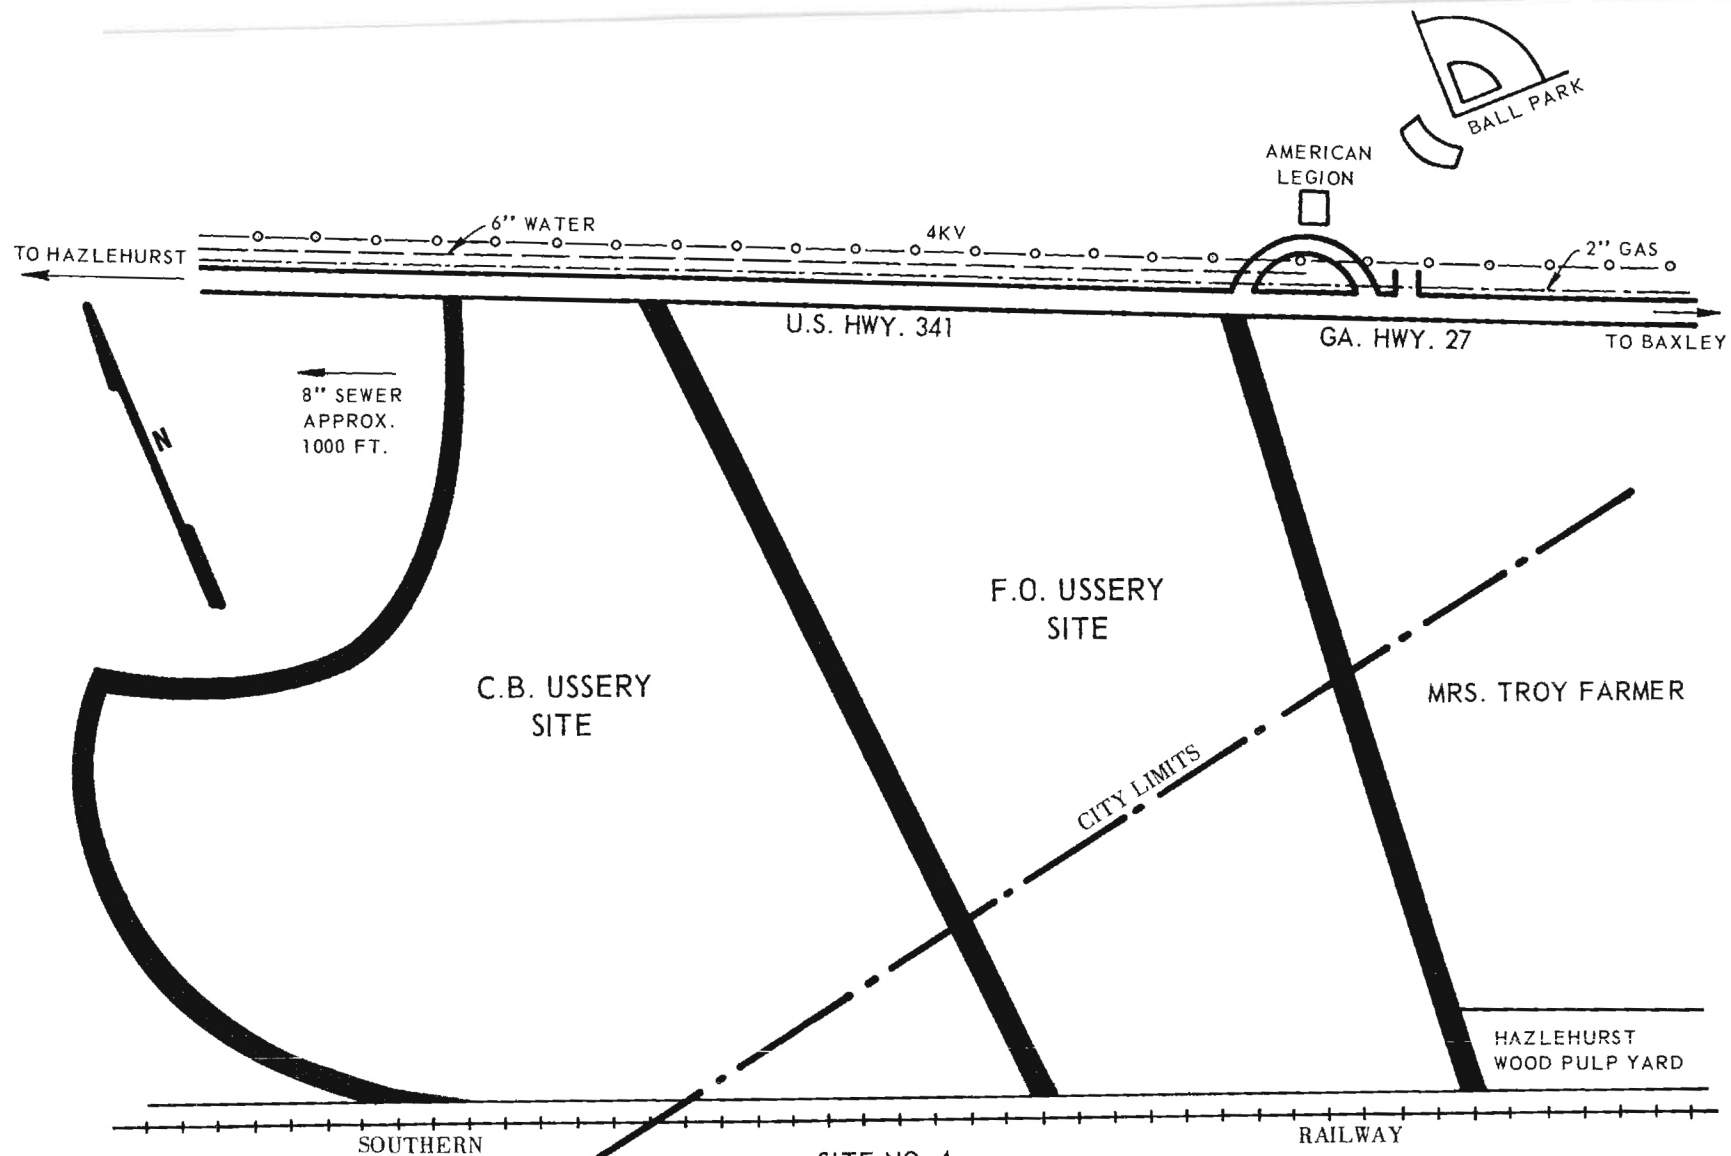 BALL PARK
AMERICAN
LEGION
6" WATER
4KV
2" GAS
TO HAZLEHURST
U.S. HWY. 341
GA. HWY. 27
TO BAXLEY
8" SEWER
APPROX.
1000 FT.
N
F.O. USSERY
SITE
C.B. USSERY
SITE
MRS. TROY FARMER
CITY LIMITS
HAZLEHURST
WOOD PULP YARD
SOUTHERN
RAILWAY
SITE NO.